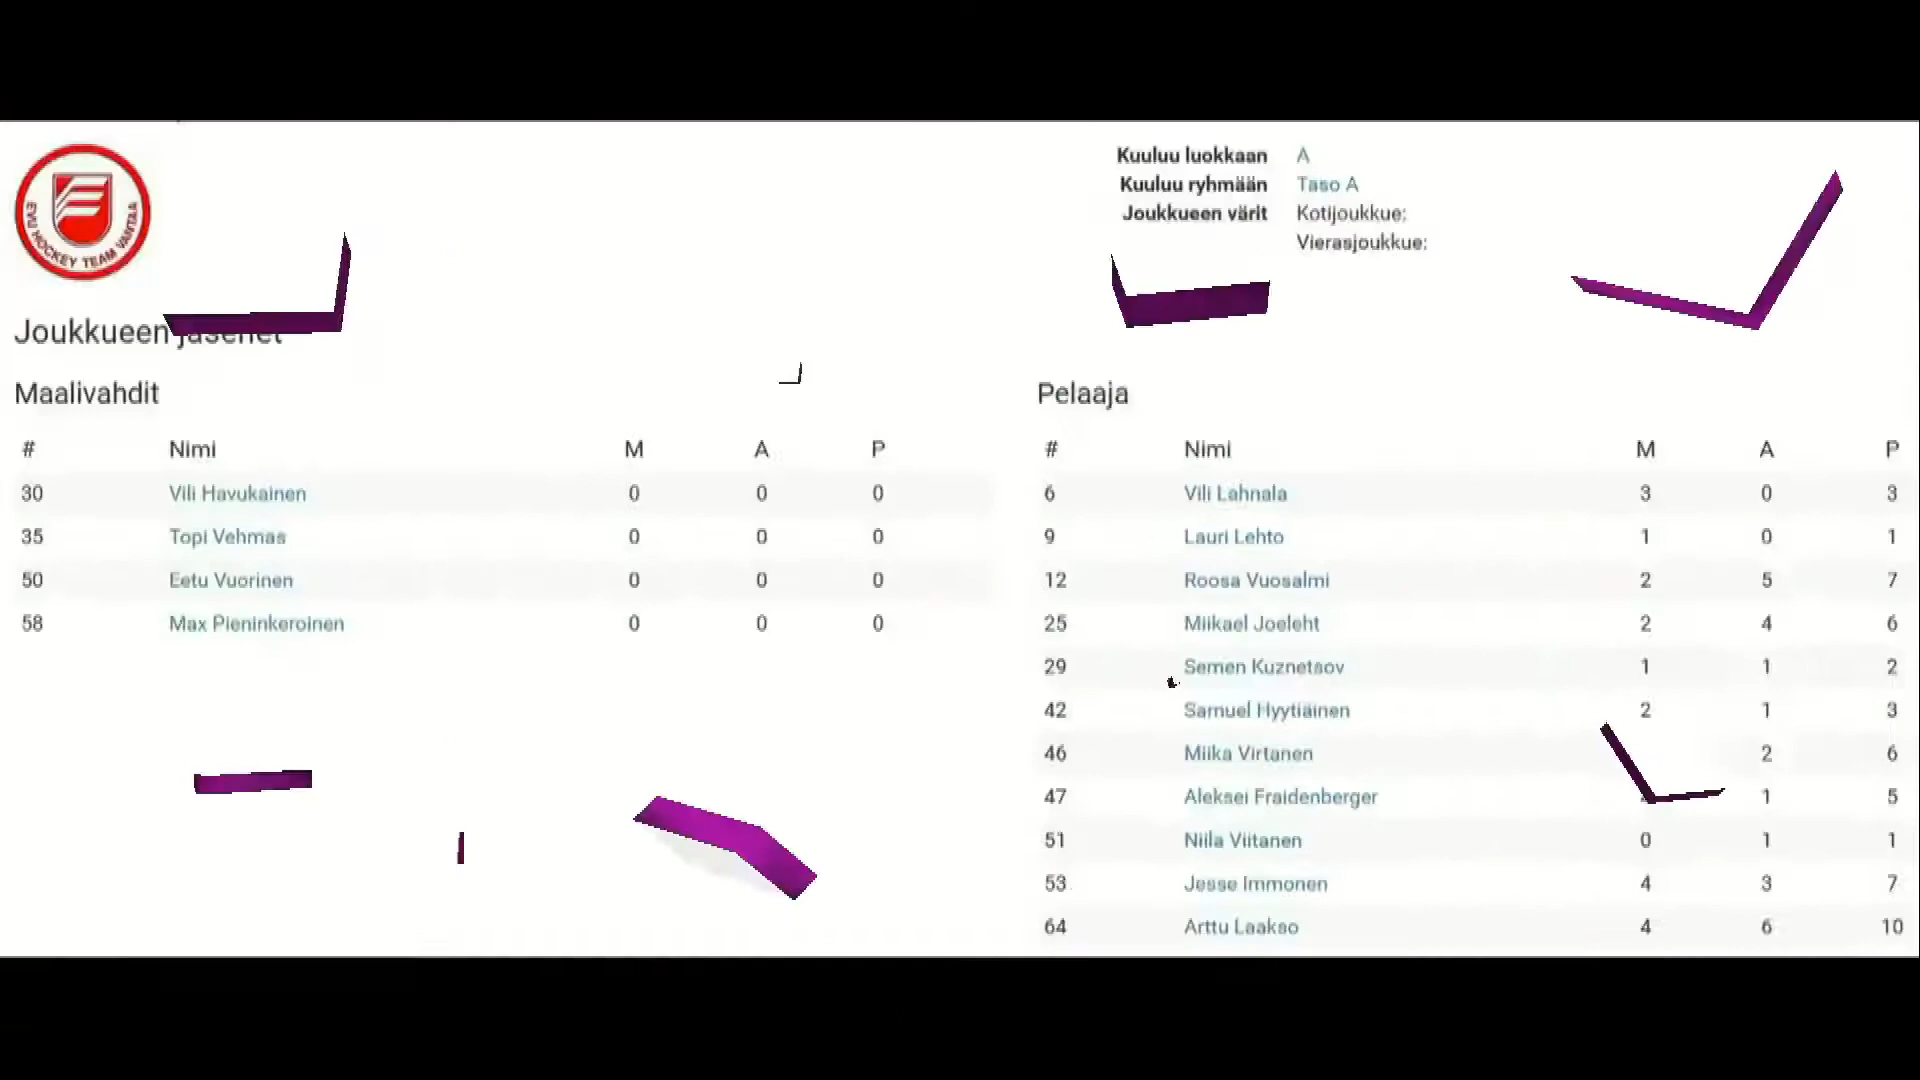 EVU HOCKEY TEAM VANTAA
Kuuluu luokkaan A
Kuuluu ryhmään Taso A
Joukkueen värit Kotijoukkue:
Vierasjoukkue:
Joukkueen jäsenet
Maalivahdit
# Nimi M A P
30 Vili Havukainen 0 0 0
35 Topi Vehmas 0 0 0
50 Eetu Vuorinen 0 0 0
58 Max Pieninkeroinen 0 0 0
Pelaaja
# Nimi M A P
6 Vili Lahnala 3 0 3
9 Lauri Lehto 1 0 1
12 Roosa Vuosalmi 2 5 7
25 Miikael Joeleht 2 4 6
29 Semen Kuznetsov 1 1 2
42 Samuel Hyytiäinen 2 1 3
46 Miika Virtanen 2 6
47 Aleksei Fraidenberger 1 5
51 Niila Viitanen 0 1 1
53 Jesse Immonen 4 3 7
64 Arttu Laakso 4 6 10